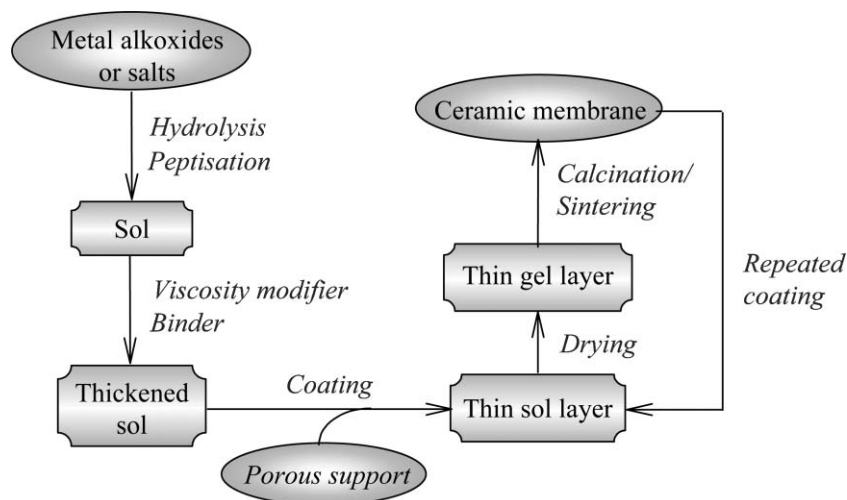 Metal alkoxides
or salts
Hydrolysis
Peptisation
Sol
Viscosity modifier
Binder
Thickened
sol
Coating
Porous support
Thin sol layer
Drying
Thin gel layer
Calcination/
Sintering
Ceramic membrane
Repeated
coating